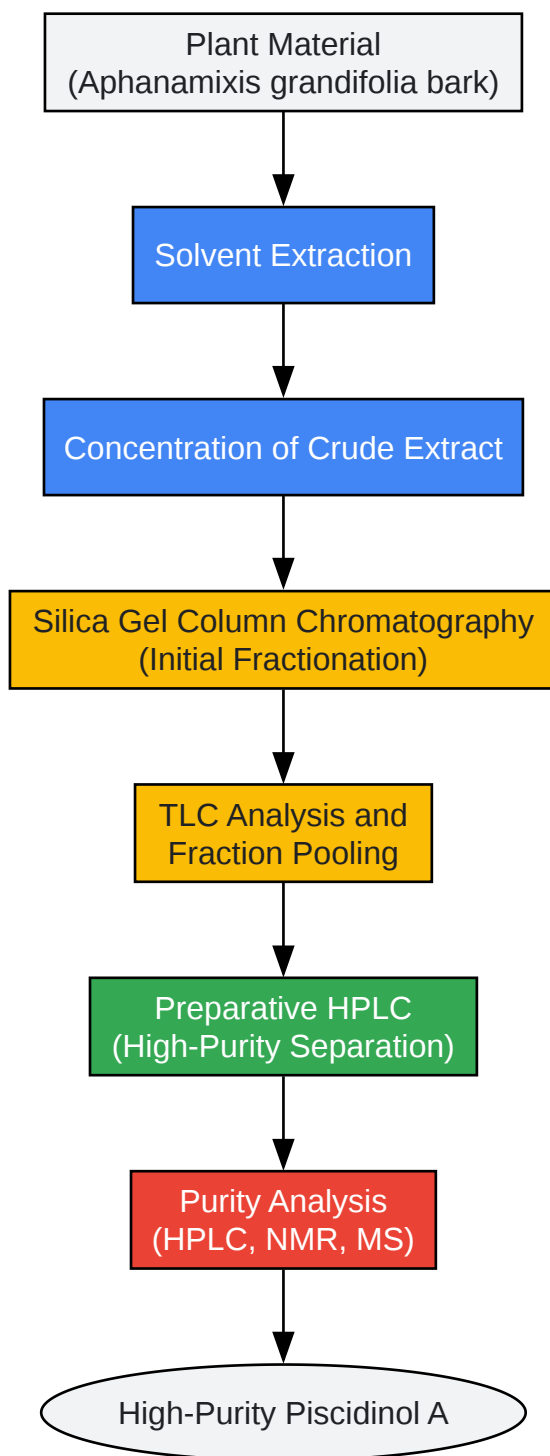 Plant Material
(Aphanamixis grandifolia bark)
Solvent Extraction
Concentration of Crude Extract
Silica Gel Column Chromatography
(Initial Fractionation)
TLC Analysis and
Fraction Pooling
Preparative HPLC
(High-Purity Separation)
Purity Analysis
(HPLC, NMR, MS)
High-Purity Piscidinol A